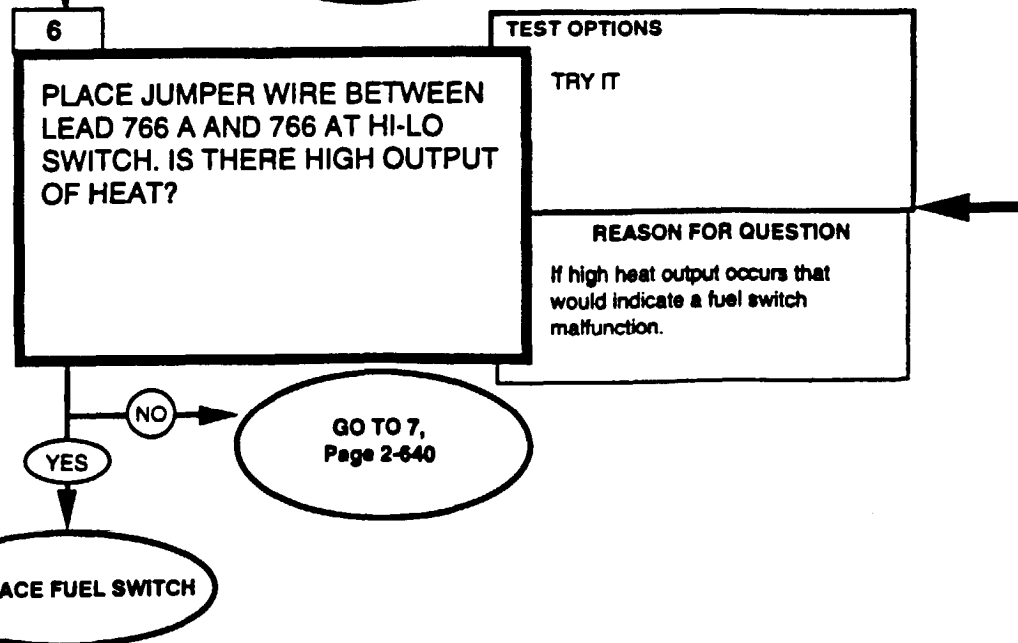 6
TEST OPTIONS
TRY IT
PLACE JUMPER WIRE BETWEEN
LEAD 766 A AND 766 AT HI-LO
SWITCH. IS THERE HIGH OUTPUT
OF HEAT?
REASON FOR QUESTION
If high heat output occurs that
would indicate a fuel switch
malfunction.
NO
GO TO 7,
Page 2-640
YES
ACE FUEL SWITCH